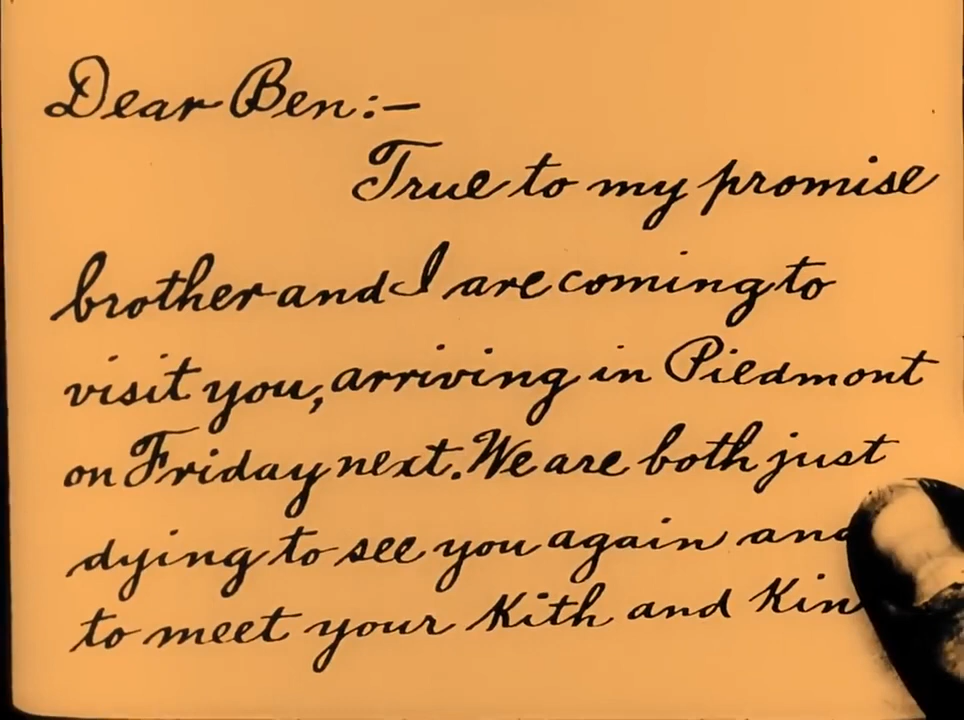 Dear Ben:—
True to my promise
brother and I are coming to
visit you, arriving in Piedmont
on Friday next. We are both just
dying to see you again and
to meet your Kith and Kin